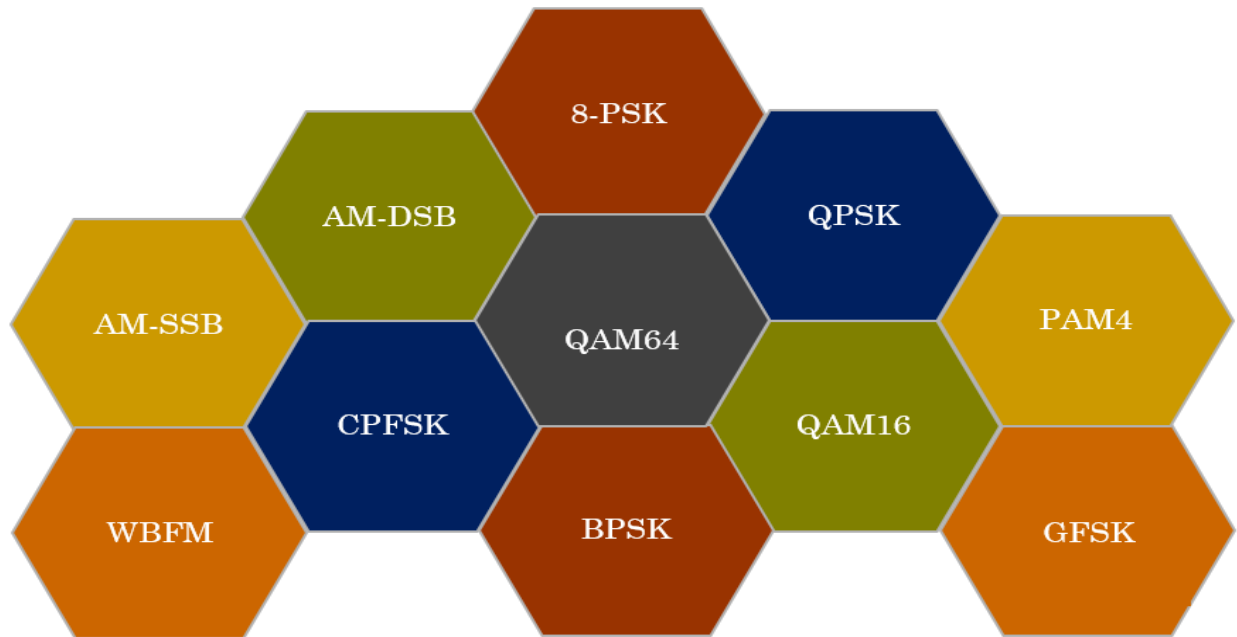 8-PSK
AM-DSB
QPSK
AM-SSB
QAM64
PAM4
CPFSK
QAM16
WBFM
BPSK
GFSK